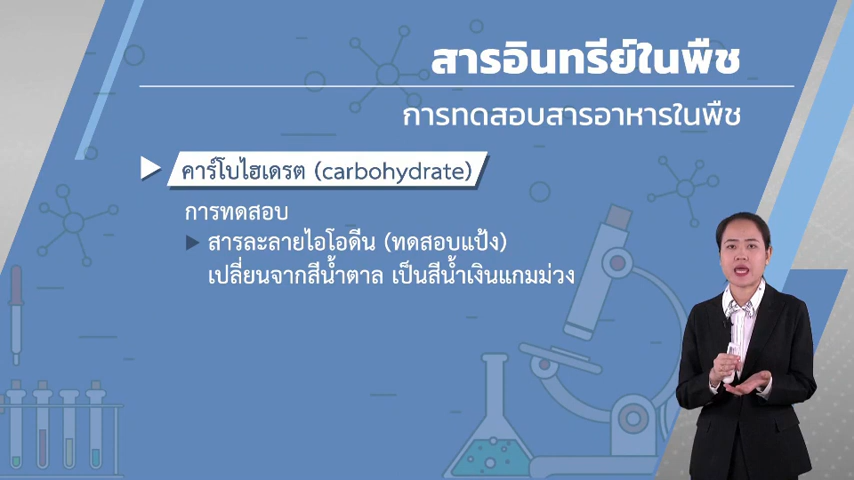 สารอินทรีย์ในพืช
การทดสอบสารอาหารในพืช
คาร์โบไฮเดรต (carbohydrate)
การทดสอบ
สารละลายไอโอดีน (ทดสอบแป้ง)
เปลี่ยนจากสีน้ำตาล เป็นสีน้ำเงินแกมม่วง